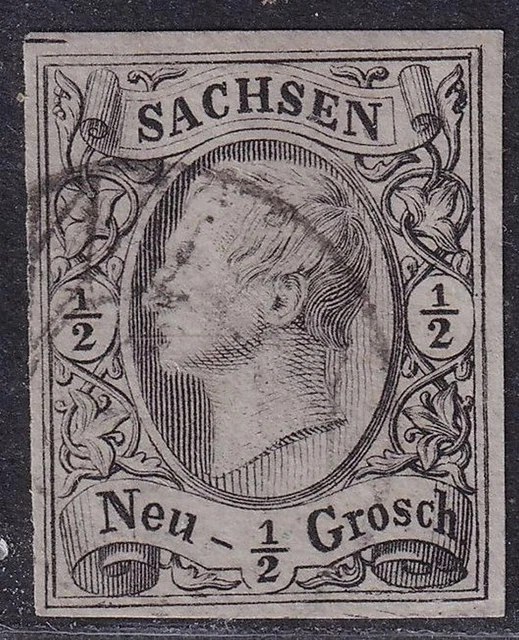 SACHSEN
½ ½
Neu - ½ Grosch